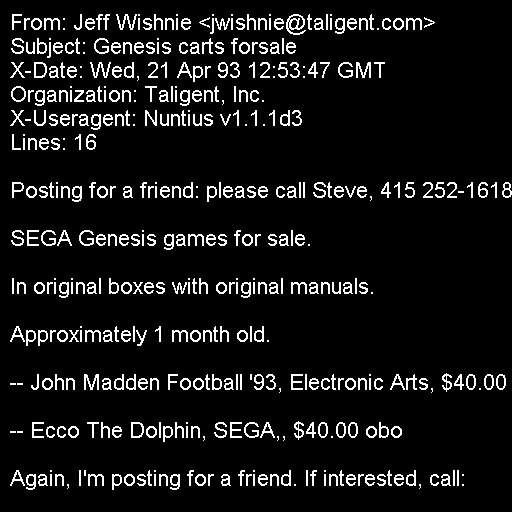 From: Jeff Wishnie <jwishnie@taligent.com>
Subject: Genesis carts forsale
X-Date: Wed, 21 Apr 93 12:53:47 GMT
Organization: Taligent, Inc.
X-Useragent: Nuntius v1.1.1d3
Lines: 16
Posting for a friend: please call Steve, 415 252-1618
SEGA Genesis games for sale.
In original boxes with original manuals.
Approximately 1 month old.
-- John Madden Football '93, Electronic Arts, $40.00
-- Ecco The Dolphin, SEGA,, $40.00 obo
Again, I'm posting for a friend. If interested, call: